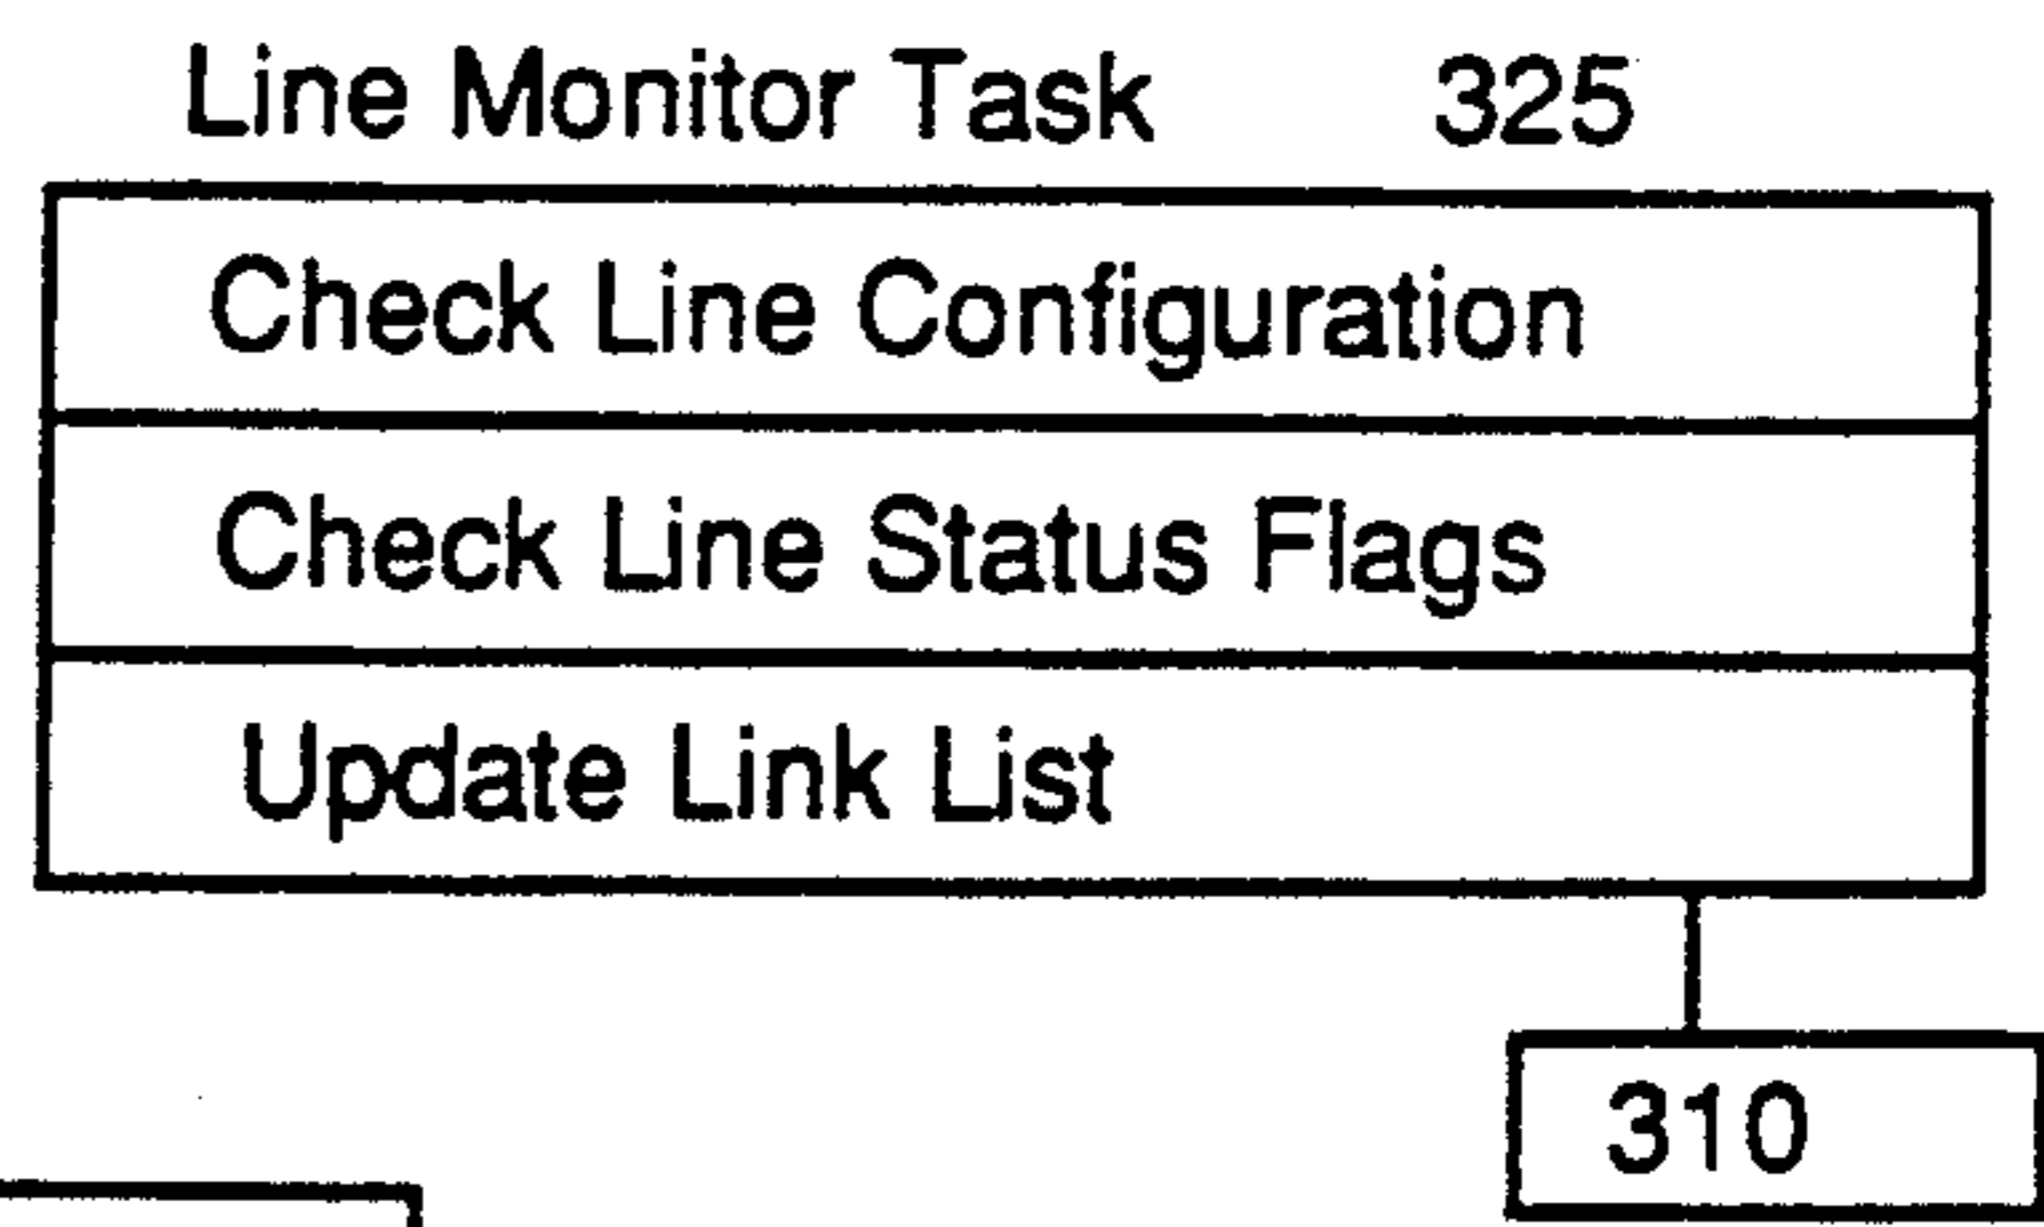 Line Monitor Task 325
Check Line Configuration
Check Line Status Flags
Update Link List
310